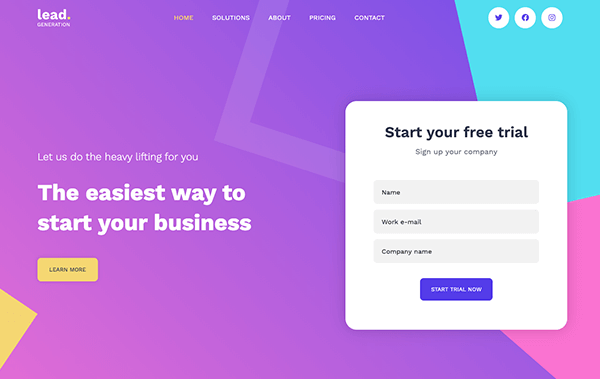 lead.
GENERATION
HOME SOLUTIONS ABOUT PRICING CONTACT
Let us do the heavy lifting for you
The easiest way to
start your business
LEARN MORE
Start your free trial
Sign up your company
Name
Work e-mail
Company name
START TRIAL NOW